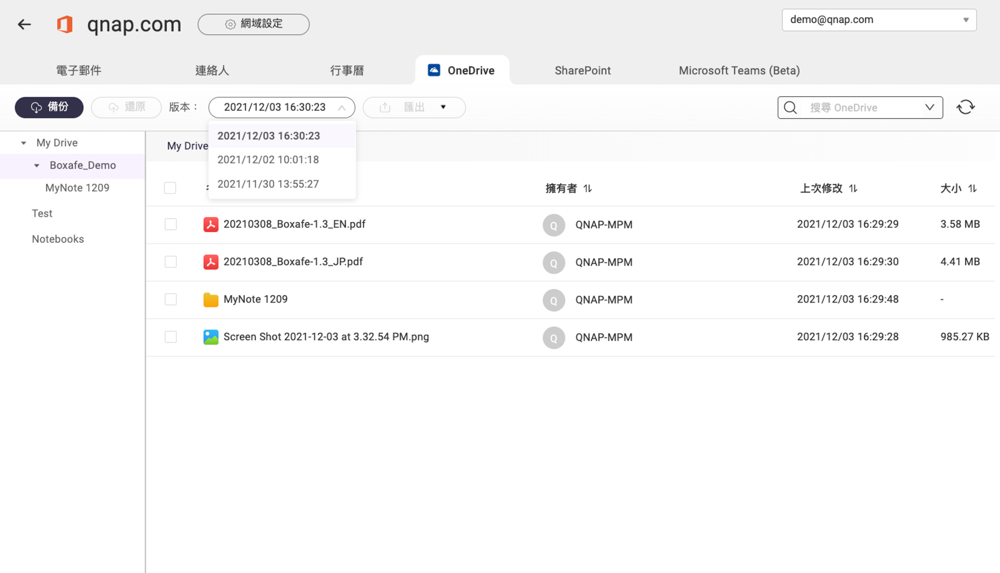 qnap.com
網域設定
demo@qnap.com
電子郵件
連絡人
行事曆
OneDrive
SharePoint
Microsoft Teams (Beta)
備份
還原
版本：
2021/12/03 16:30:23
匯出
搜尋 OneDrive
2021/12/03 16:30:23
2021/12/02 10:01:18
2021/11/30 13:55:27
My Drive
Boxafe_Demo
MyNote 1209
Test
Notebooks
My Drive
擁有者
上次修改
大小
20210308_Boxafe-1.3_EN.pdf
Q
QNAP-MPM
2021/12/03 16:29:29
3.58 MB
20210308_Boxafe-1.3_JP.pdf
Q
QNAP-MPM
2021/12/03 16:29:30
4.41 MB
MyNote 1209
Q
QNAP-MPM
2021/12/03 16:29:48
-
Screen Shot 2021-12-03 at 3.32.54 PM.png
Q
QNAP-MPM
2021/12/03 16:29:28
985.27 KB